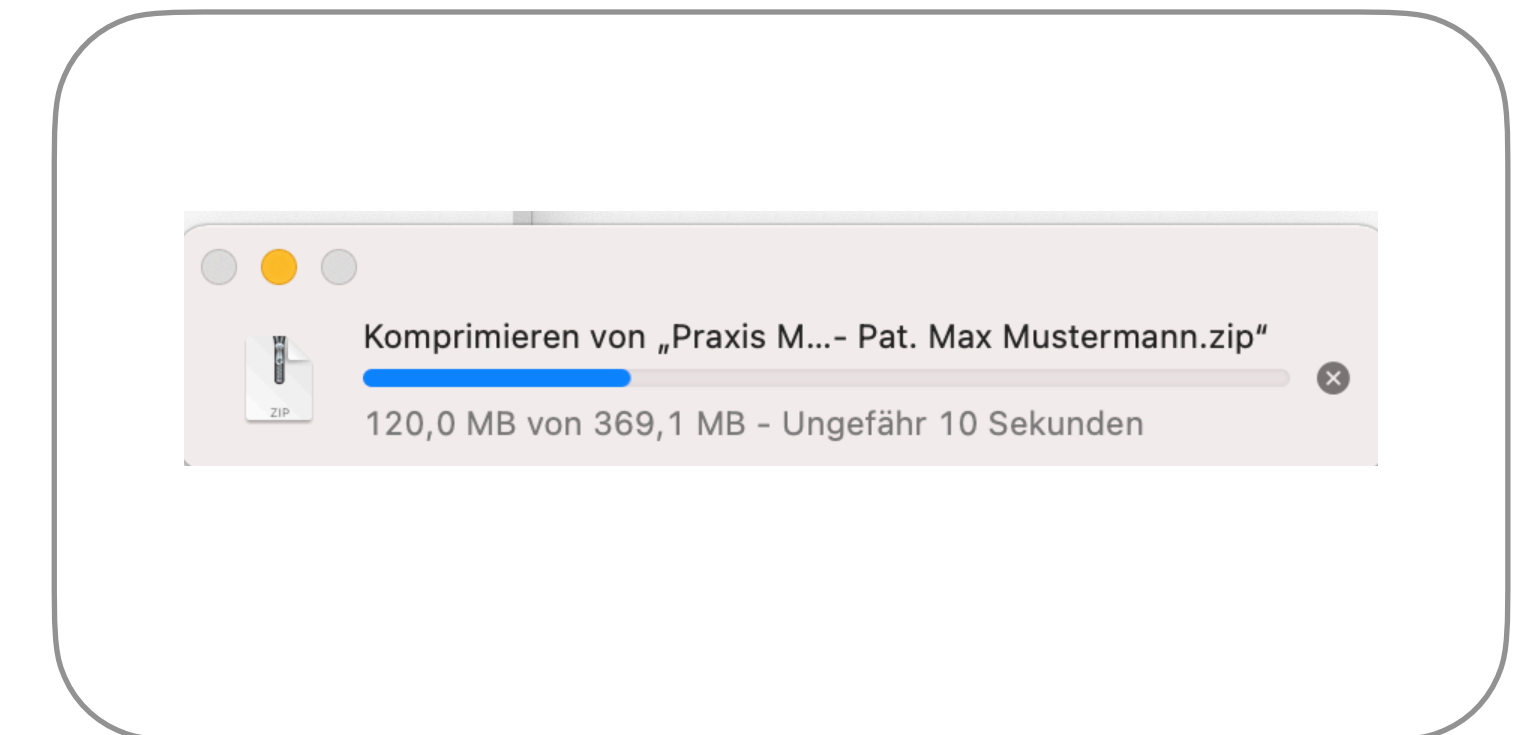 Komprimieren von „Praxis M...- Pat. Max Mustermann.zip“
ZIP
120,0 MB von 369,1 MB - Ungefähr 10 Sekunden